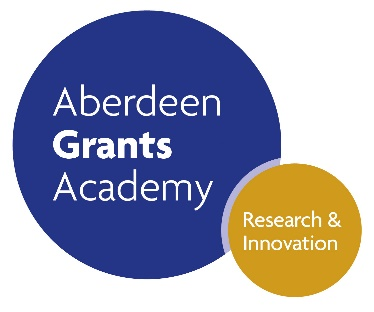 Aberdeen
Grants
Academy
Research &
Innovation